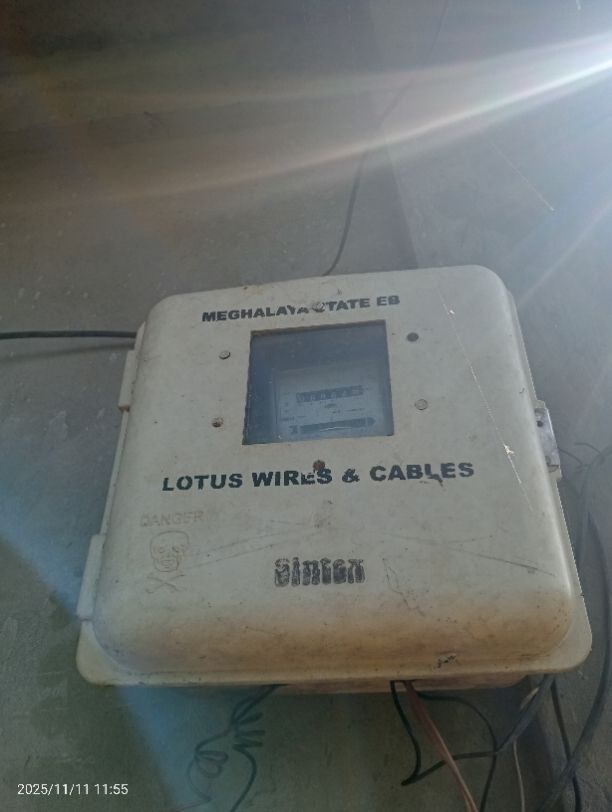 MEGHALAYA STATE EB
LOTUS WIRES & CABLES
DANGER
Sintex
2025/11/11 11:55